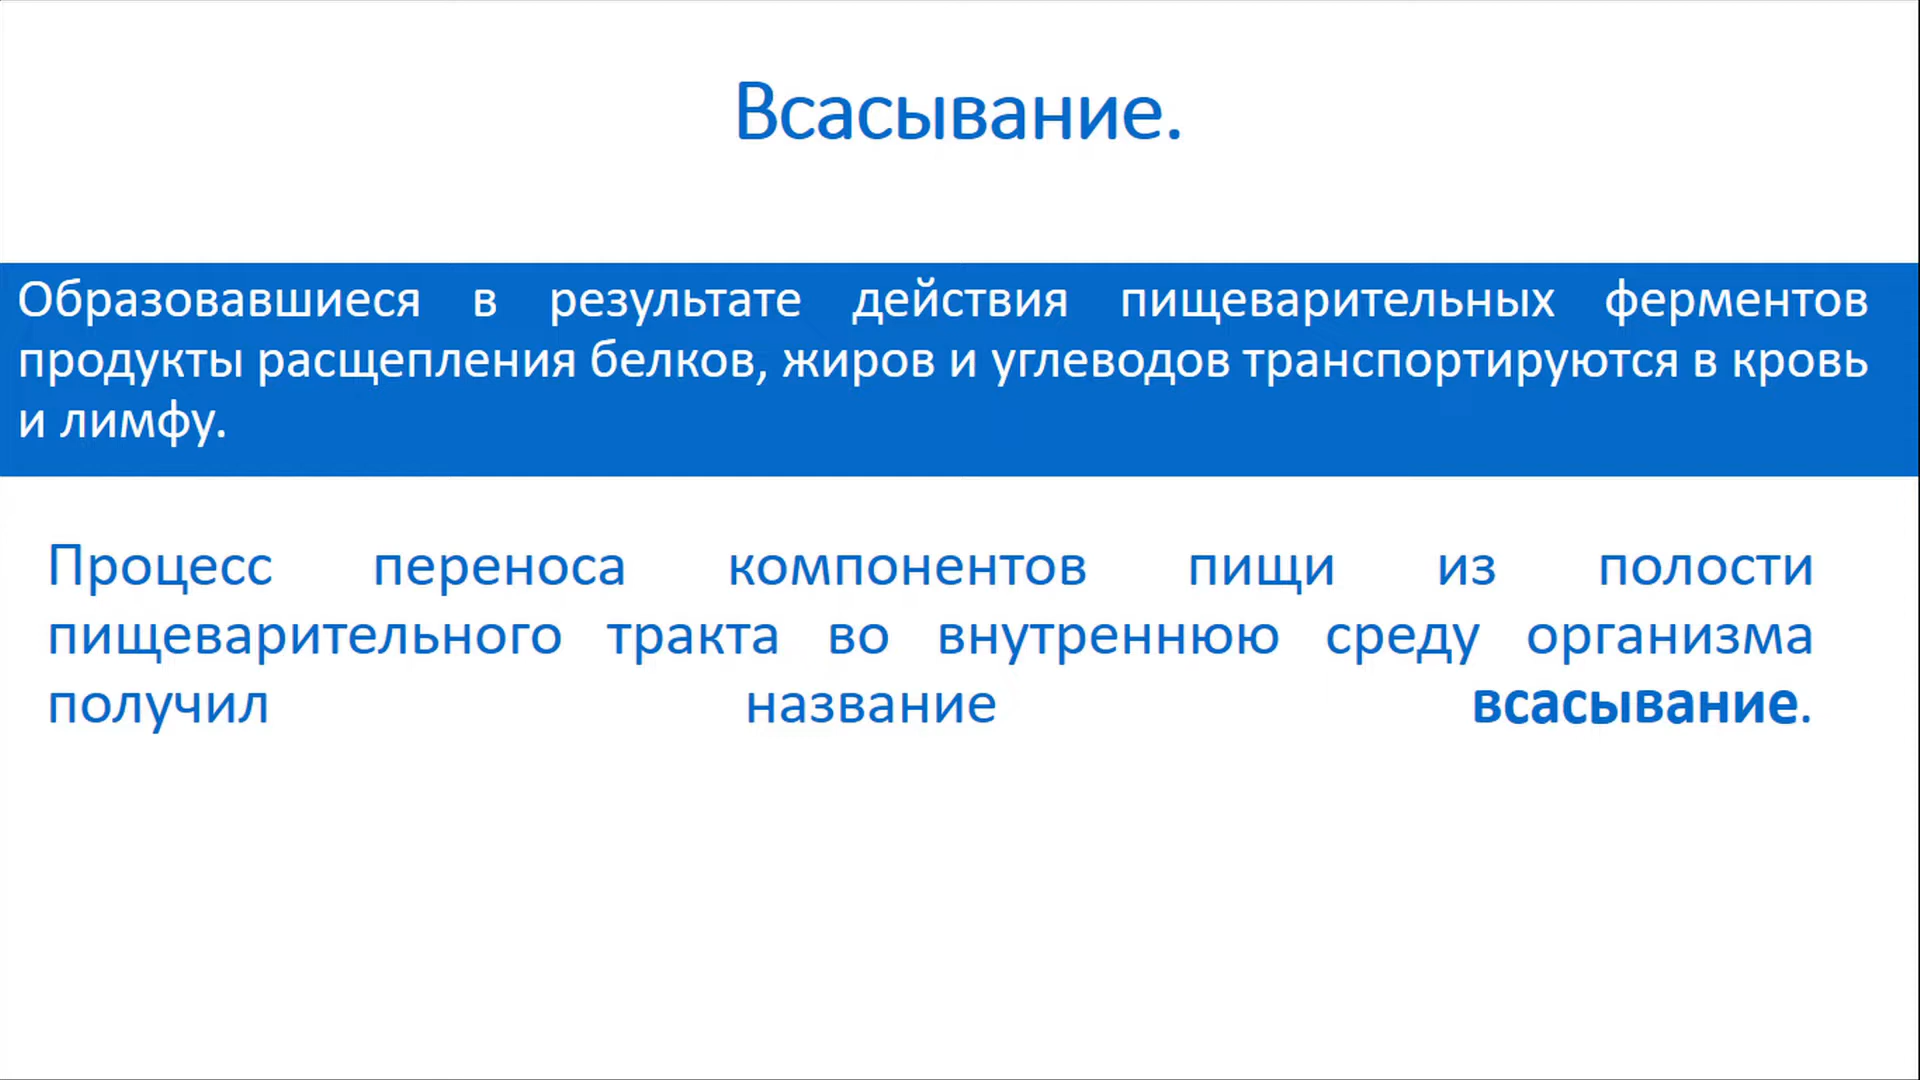 Всасывание.
Образовавшиеся в результате действия пищеварительных ферментов
продукты расщепления белков, жиров и углеводов транспортируются в кровь
и лимфу.
Процесс переноса компонентов пищи из полости
пищеварительного тракта во внутреннюю среду организма
получил название всасывание.